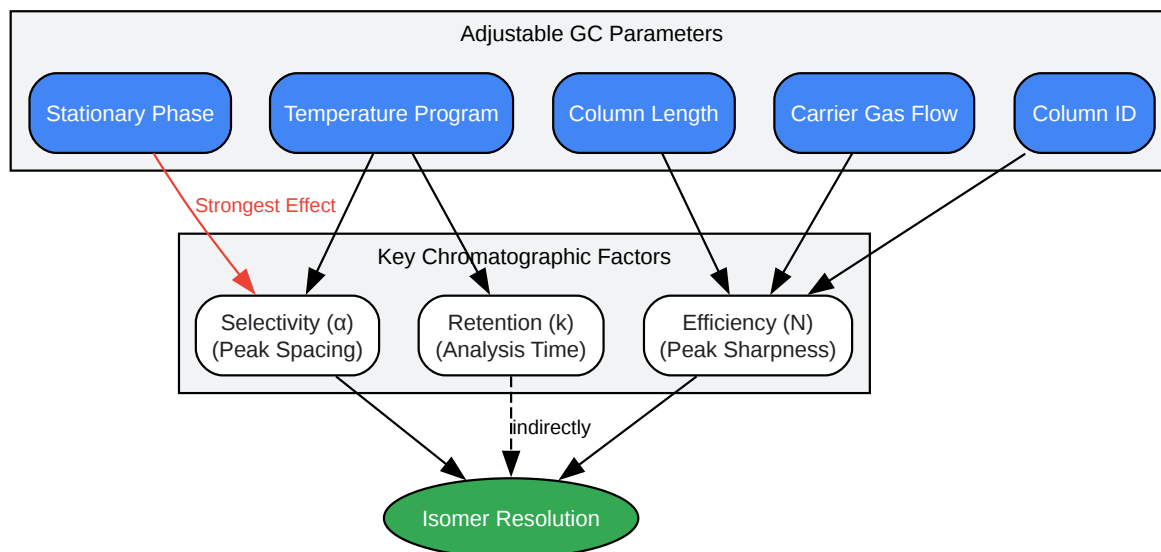 Adjustable GC Parameters
Stationary Phase
Temperature Program
Column Length
Carrier Gas Flow
Column ID
Strongest Effect
Key Chromatographic Factors
Selectivity (α)
(Peak Spacing)
Retention (k)
(Analysis Time)
Efficiency (N)
(Peak Sharpness)
indirectly
Isomer Resolution